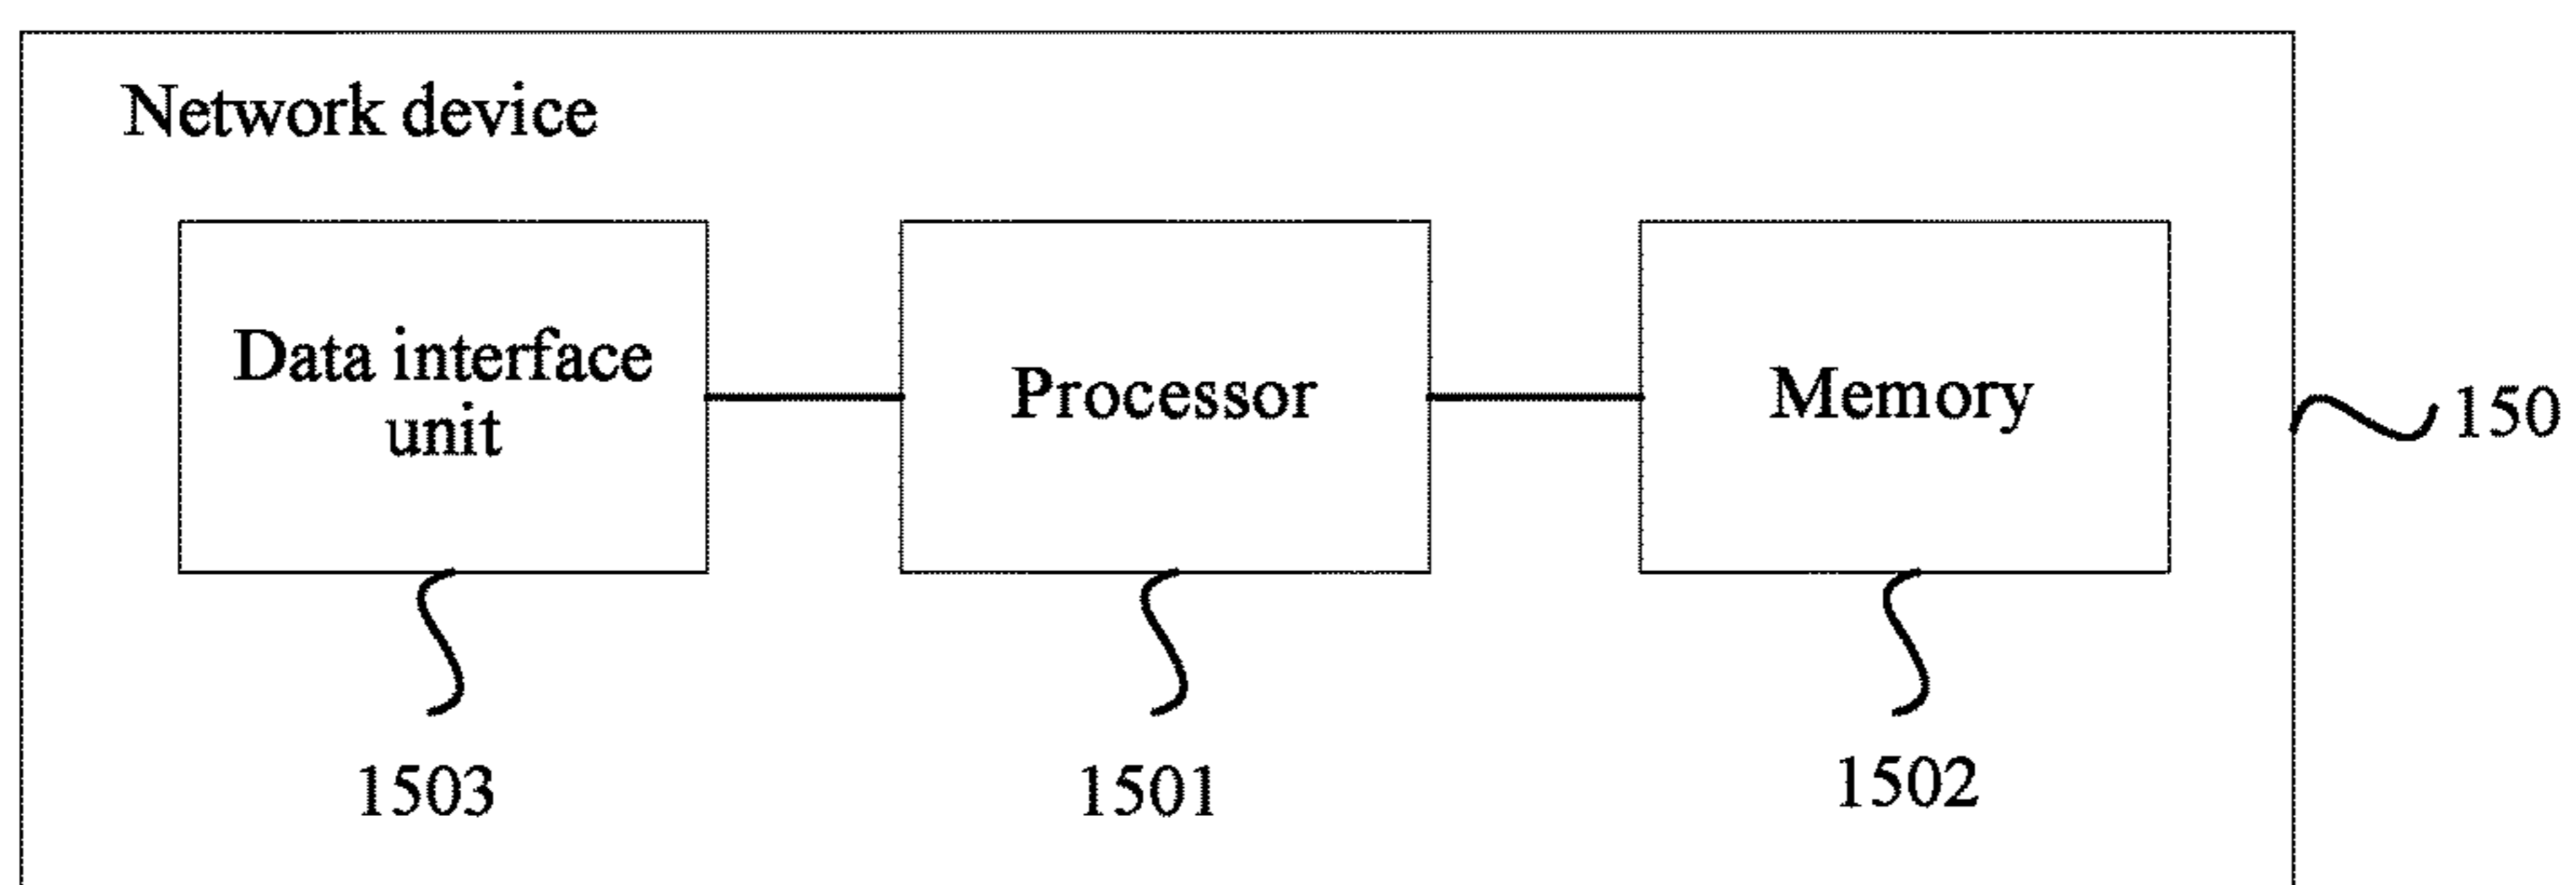 Network device
Data interface
unit
Processor
Memory
150
1503
1501
1502